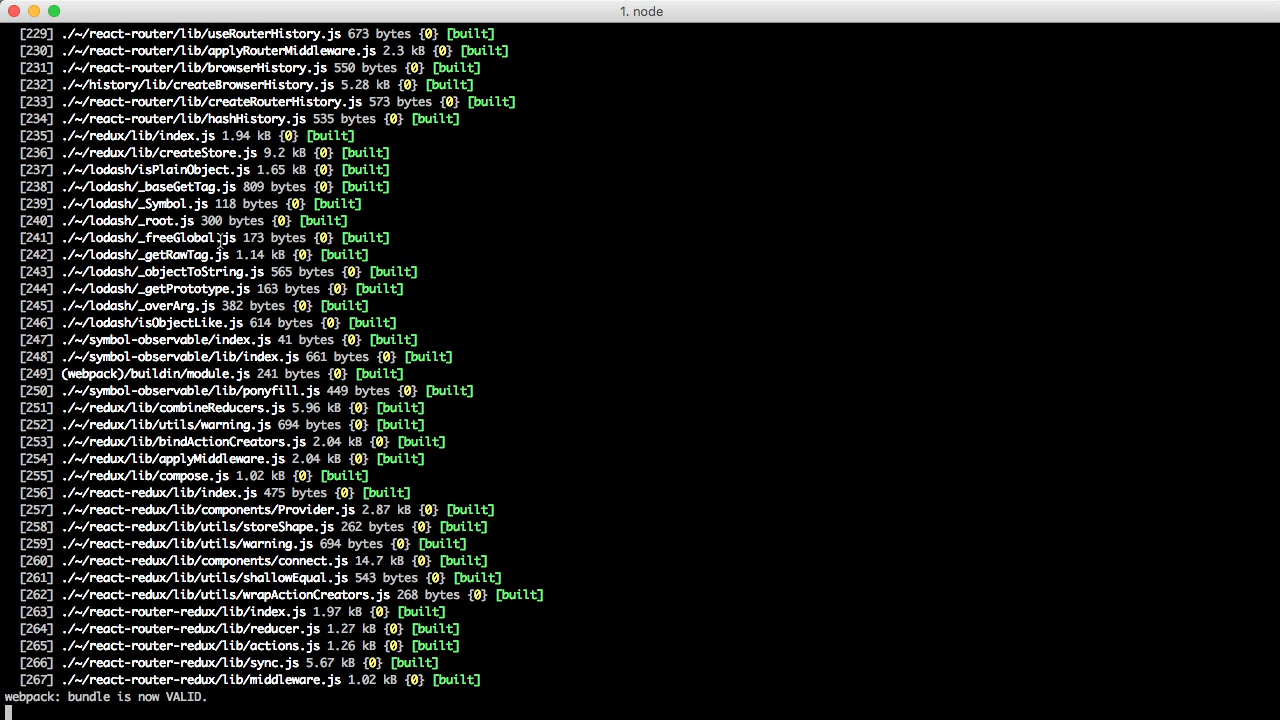 1. node
[229] ./~/react-router/lib/useRouterHistory.js 673 bytes {0} [built]
[230] ./~/react-router/lib/applyRouterMiddleware.js 2.3 kB {0} [built]
[231] ./~/react-router/lib/browserHistory.js 550 bytes {0} [built]
[232] ./~/history/lib/createBrowserHistory.js 5.28 kB {0} [built]
[233] ./~/react-router/lib/createRouterHistory.js 573 bytes {0} [built]
[234] ./~/react-router/lib/hashHistory.js 535 bytes {0} [built]
[235] ./~/redux/lib/index.js 1.94 kB {0} [built]
[236] ./~/redux/lib/createStore.js 9.2 kB {0} [built]
[237] ./~/lodash/isPlainObject.js 1.65 kB {0} [built]
[238] ./~/lodash/_baseGetTag.js 809 bytes {0} [built]
[239] ./~/lodash/_Symbol.js 118 bytes {0} [built]
[240] ./~/lodash/_root.js 300 bytes {0} [built]
[241] ./~/lodash/_freeGlobal.js 173 bytes {0} [built]
[242] ./~/lodash/_getRawTag.js 1.14 kB {0} [built]
[243] ./~/lodash/_objectToString.js 565 bytes {0} [built]
[244] ./~/lodash/_getPrototype.js 163 bytes {0} [built]
[245] ./~/lodash/_overArg.js 382 bytes {0} [built]
[246] ./~/lodash/isObjectLike.js 614 bytes {0} [built]
[247] ./~/symbol-observable/index.js 41 bytes {0} [built]
[248] ./~/symbol-observable/lib/index.js 661 bytes {0} [built]
[249] (webpack)/buildin/module.js 241 bytes {0} [built]
[250] ./~/symbol-observable/lib/ponyfill.js 449 bytes {0} [built]
[251] ./~/redux/lib/combineReducers.js 5.96 kB {0} [built]
[252] ./~/redux/lib/utils/warning.js 694 bytes {0} [built]
[253] ./~/redux/lib/bindActionCreators.js 2.04 kB {0} [built]
[254] ./~/redux/lib/applyMiddleware.js 2.04 kB {0} [built]
[255] ./~/redux/lib/compose.js 1.02 kB {0} [built]
[256] ./~/react-redux/lib/index.js 475 bytes {0} [built]
[257] ./~/react-redux/lib/components/Provider.js 2.87 kB {0} [built]
[258] ./~/react-redux/lib/utils/storeShape.js 262 bytes {0} [built]
[259] ./~/react-redux/lib/utils/warning.js 694 bytes {0} [built]
[260] ./~/react-redux/lib/components/connect.js 14.7 kB {0} [built]
[261] ./~/react-redux/lib/utils/shallowEqual.js 543 bytes {0} [built]
[262] ./~/react-redux/lib/utils/wrapActionCreators.js 268 bytes {0} [built]
[263] ./~/react-router-redux/lib/index.js 1.97 kB {0} [built]
[264] ./~/react-router-redux/lib/reducer.js 1.27 kB {0} [built]
[265] ./~/react-router-redux/lib/actions.js 1.26 kB {0} [built]
[266] ./~/react-router-redux/lib/sync.js 5.67 kB {0} [built]
[267] ./~/react-router-redux/lib/middleware.js 1.02 kB {0} [built]
webpack: bundle is now VALID.